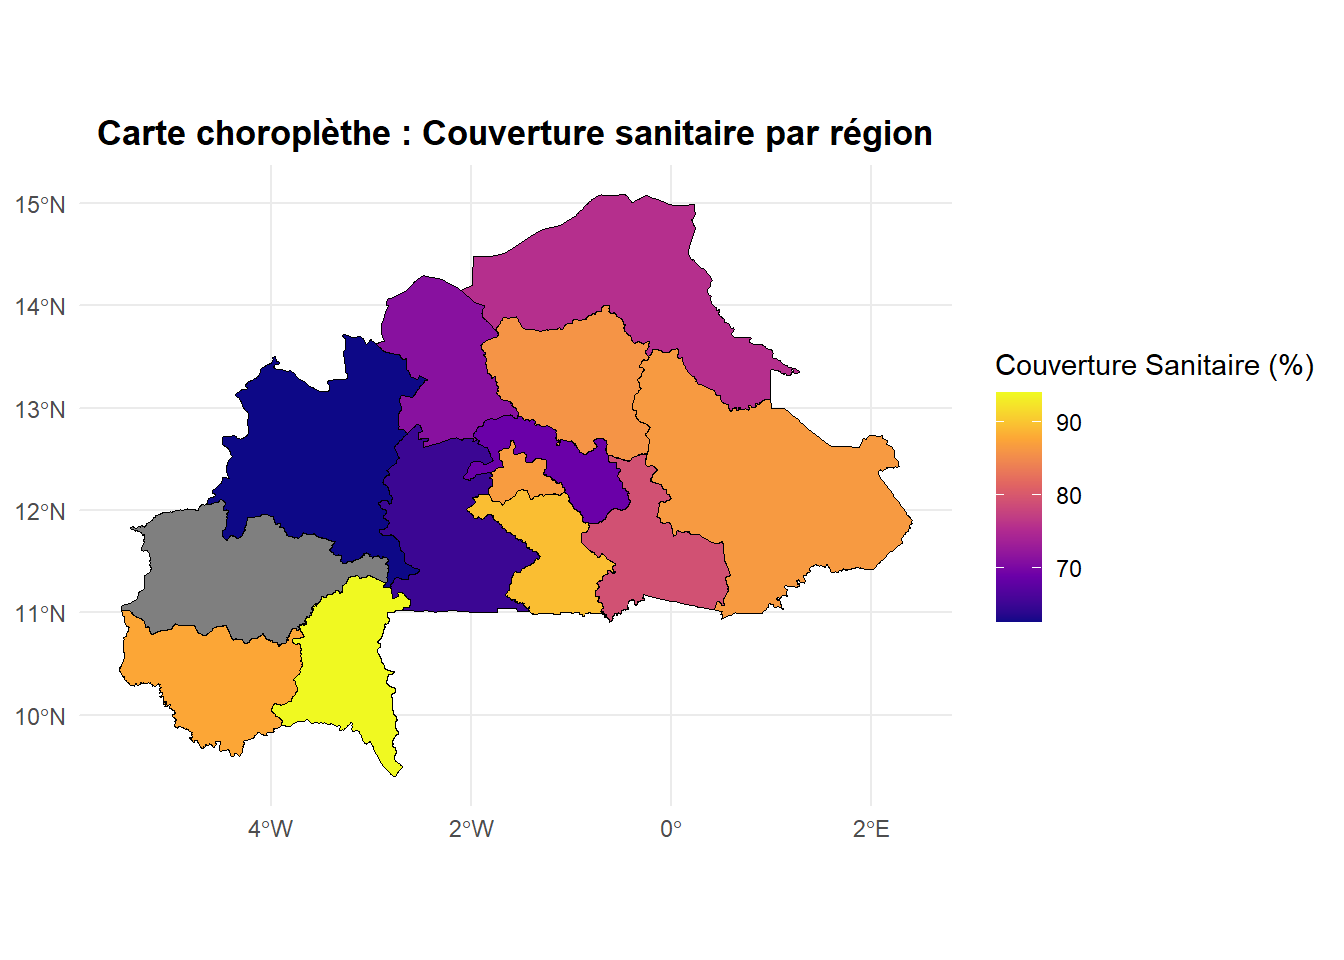 Carte choroplèthe : Couverture sanitaire par région
15°N
14°N
13°N
12°N
11°N
10°N
4°W
2°W
0°
2°E
Couverture Sanitaire (%)
90
80
70